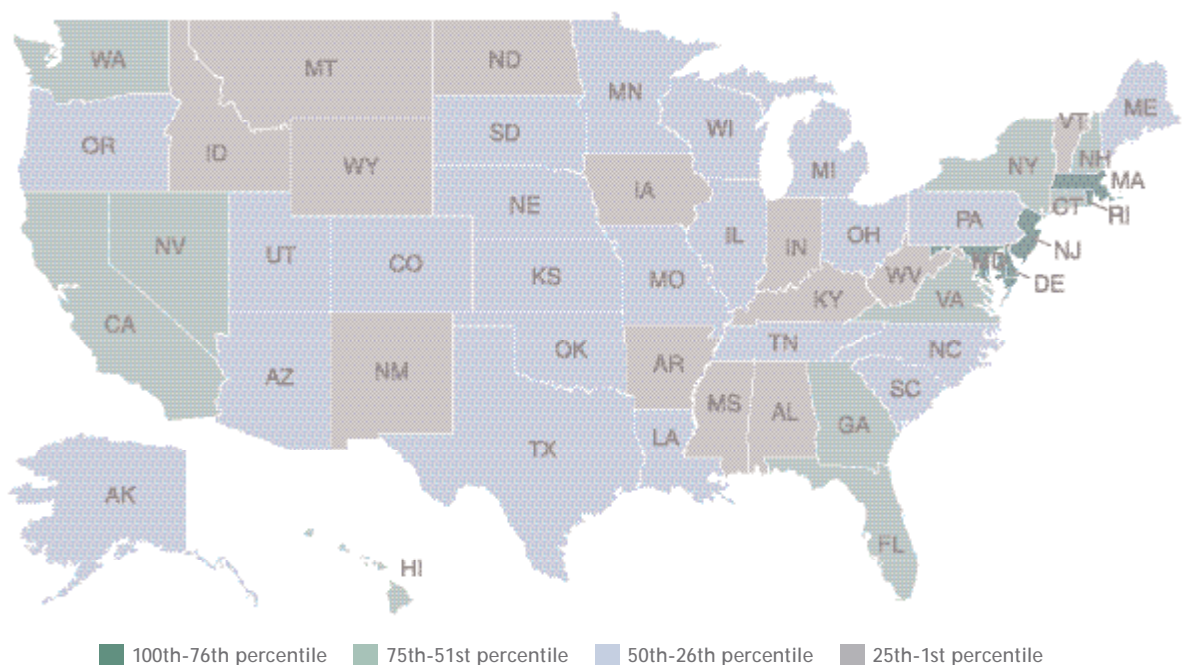 WA
MT
ND
MN
ME
VT
OR
ID
SD
WI
NH
WY
MI
NY
MA
IA
CT
RI
NE
PA
NV
UT
CO
IL
IN
OH
NJ
KS
MO
WV
MD
DE
KY
VA
CA
TN
NC
OK
AR
AZ
NM
SC
MS
AL
GA
LA
TX
AK
FL
HI
100th-76th percentile 75th-51st percentile 50th-26th percentile 25th-1st percentile